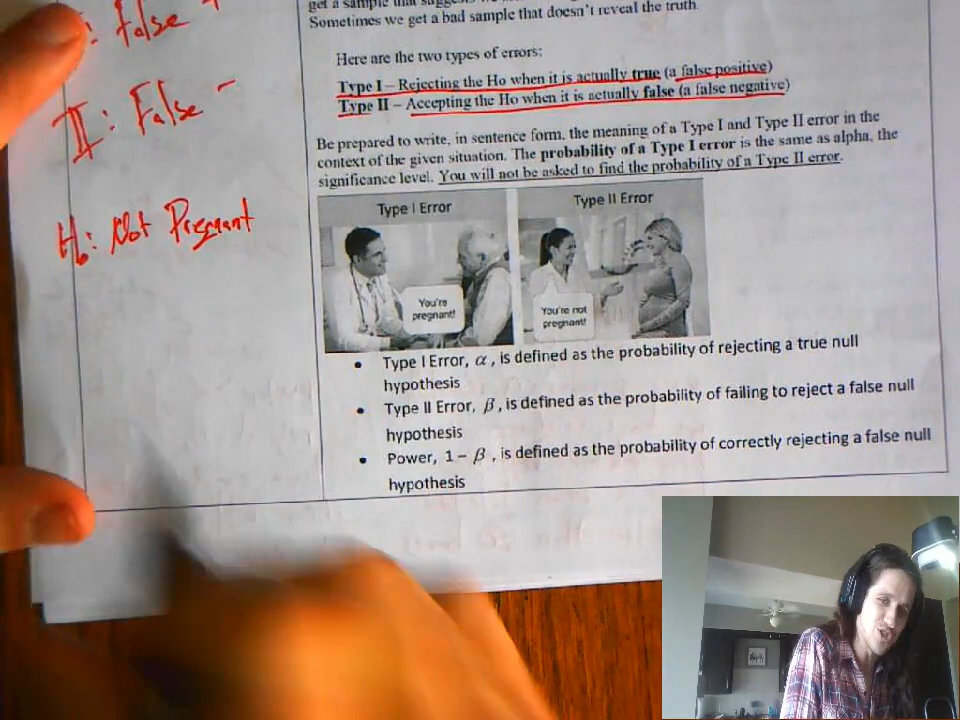 I: False +
II: False -
H₀: Not Pregnant
get a sample that
Sometimes we get a bad sample that doesn't reveal the truth.
Here are the two types of errors:
Type I – Rejecting the Ho when it is actually true (a false positive)
Type II – Accepting the Ho when it is actually false (a false negative)
Be prepared to write, in sentence form, the meaning of a Type I and Type II error in the
context of the given situation. The probability of a Type I error is the same as alpha, the
significance level. You will not be asked to find the probability of a Type II error.
Type I Error
Type II Error
You're
pregnant!
You're not
pregnant!
• Type I Error, α, is defined as the probability of rejecting a true null
hypothesis
• Type II Error, β, is defined as the probability of failing to reject a false null
hypothesis
• Power, 1 – β, is defined as the probability of correctly rejecting a false null
hypothesis